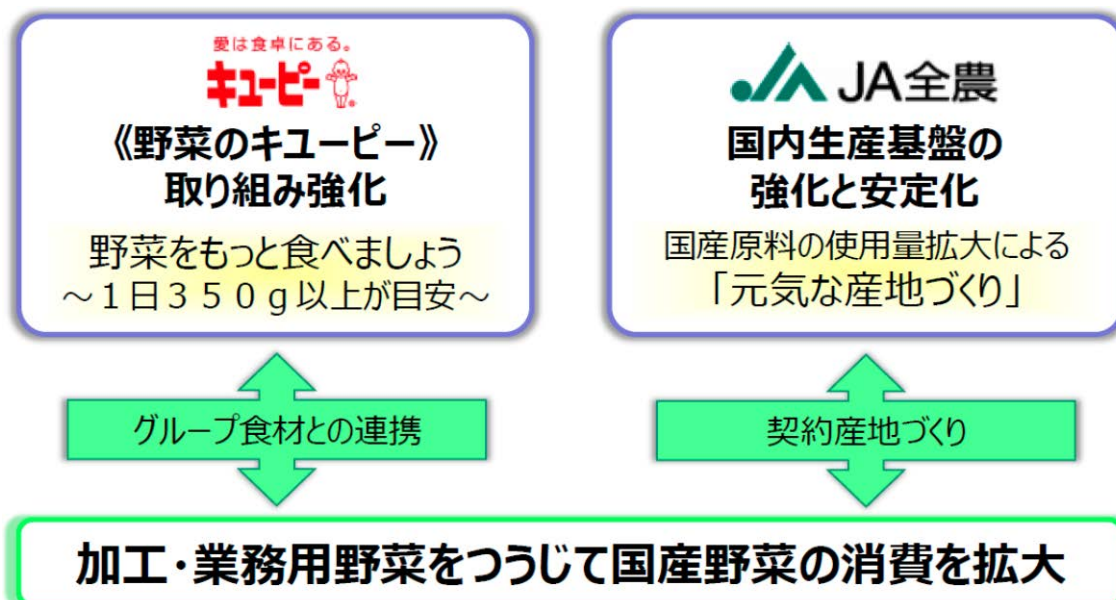 愛は食卓にある。
キユーピー
《野菜のキユーピー》
取り組み強化
野菜をもっと食べましょう
～１日３５０ｇ以上が目安～
JA JA全農
国内生産基盤の
強化と安定化
国産原料の使用量拡大による
「元気な産地づくり」
グループ食材との連携
契約産地づくり
加工・業務用野菜をつうじて国産野菜の消費を拡大